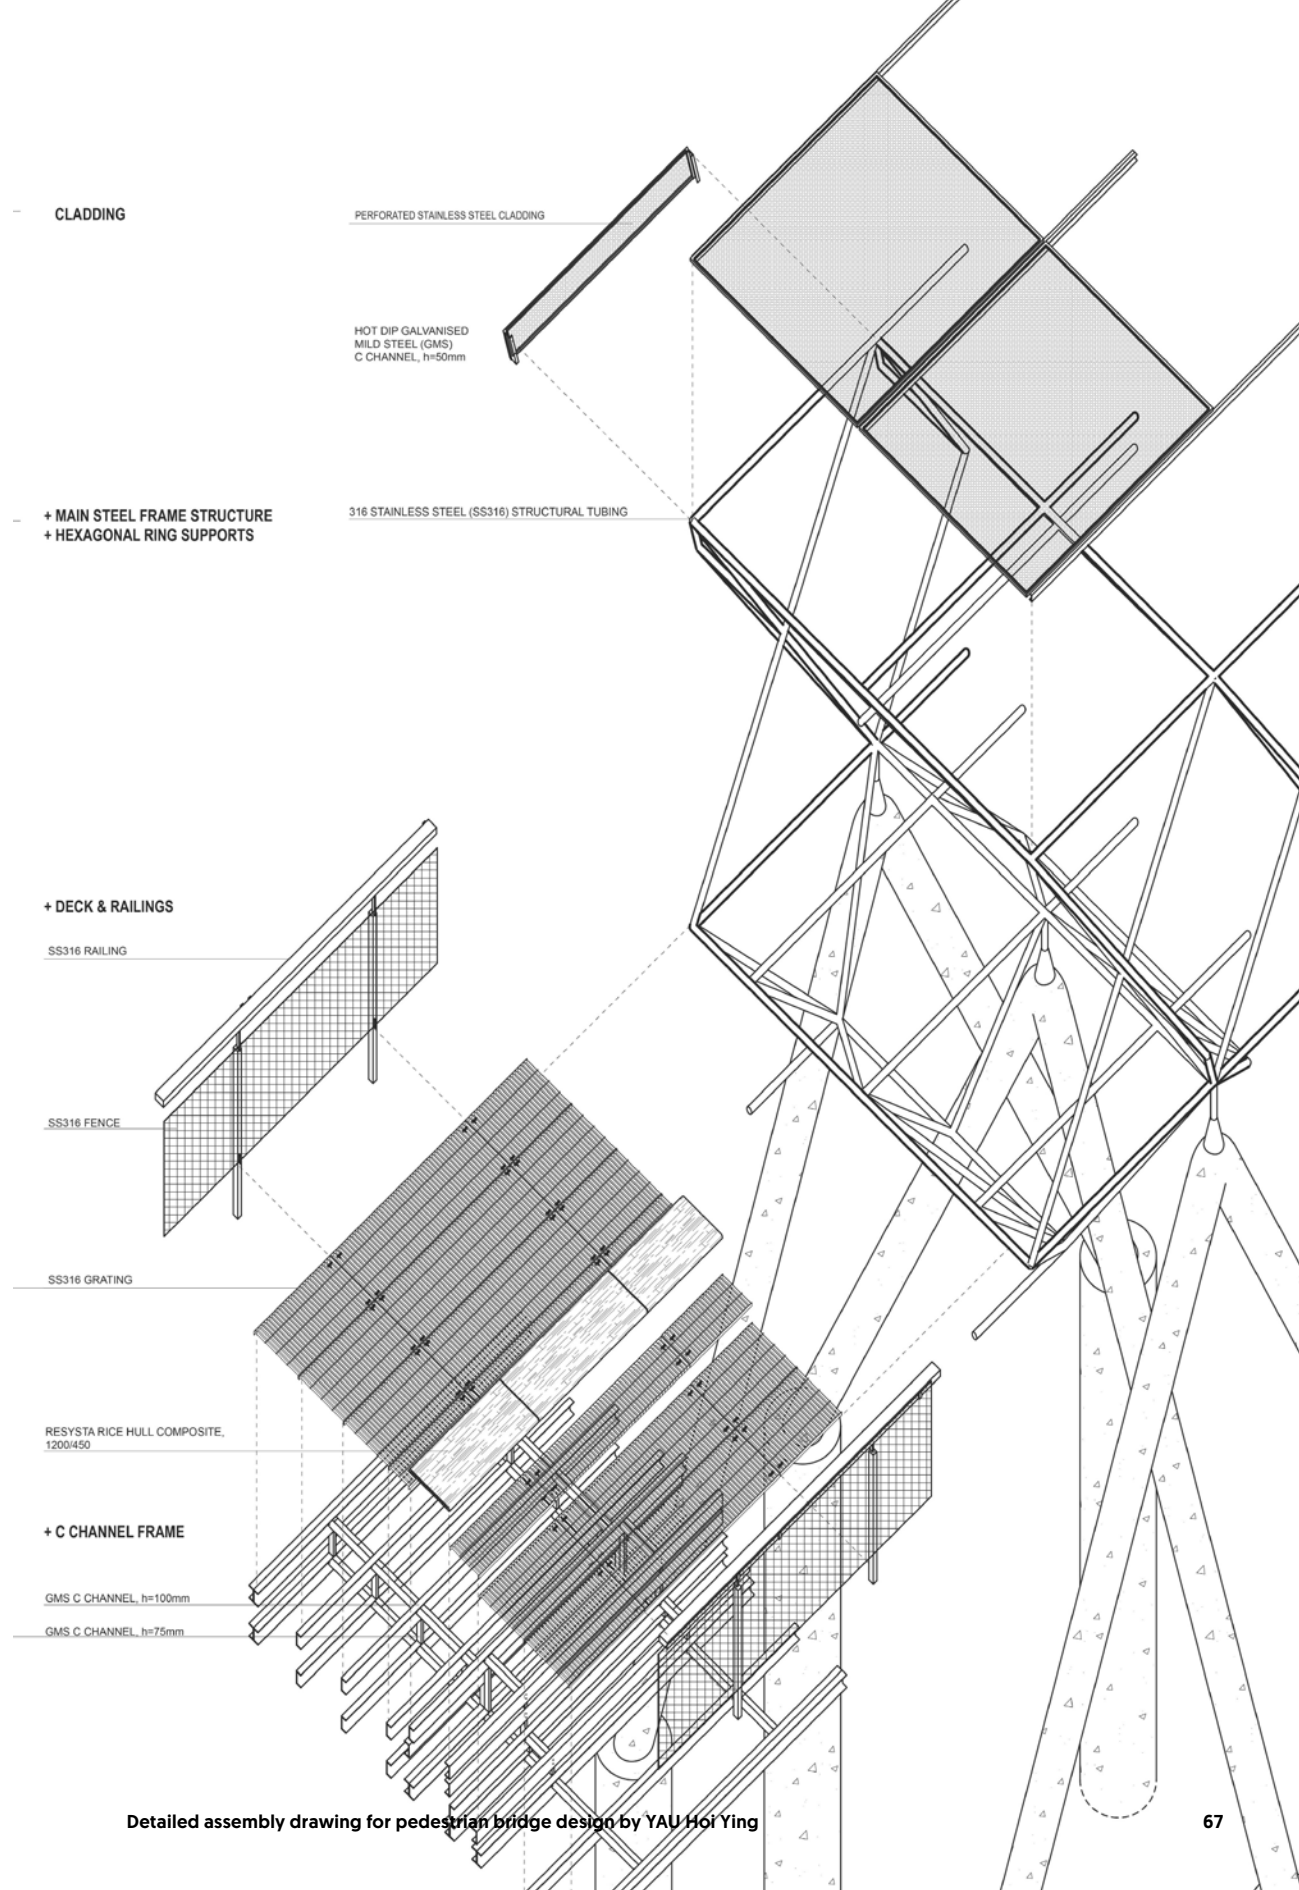 CLADDING
PERFORATED STAINLESS STEEL CLADDING
HOT DIP GALVANISED
MILD STEEL (GMS)
C CHANNEL, h=50mm
+ MAIN STEEL FRAME STRUCTURE
+ HEXAGONAL RING SUPPORTS
316 STAINLESS STEEL (SS316) STRUCTURAL TUBING
+ DECK & RAILINGS
SS316 RAILING
SS316 FENCE
SS316 GRATING
RESYSTA RICE HULL COMPOSITE,
1200/450
+ C CHANNEL FRAME
GMS C CHANNEL, h=100mm
GMS C CHANNEL, h=75mm
Detailed assembly drawing for pedestrian bridge design by YAU Hoi Ying
67